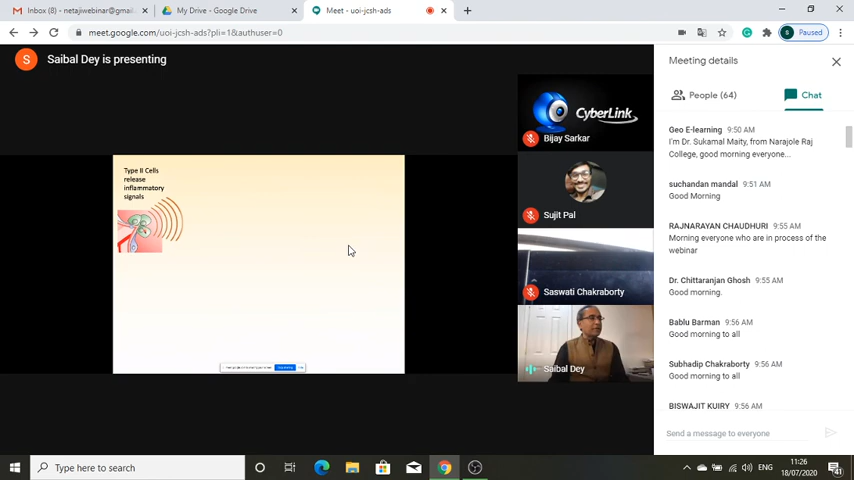 Inbox (8) - netajiwebinar@gmail.
My Drive - Google Drive
Meet - uoi-jcsh-ads
meet.google.com/uoi-jcsh-ads?pli=1&authuser=0
Paused
S
Saibal Dey is presenting
Type II Cells
release
inflammatory
signals
CyberLink
Bijay Sarkar
Sujit Pal
Saswati Chakraborty
Saibal Dey
Meeting details
People (64)
Chat
Geo E-learning 9:50 AM
I'm Dr. Sukamal Maity, from Narajole Raj
College, good morning everyone...
suchandan mandal 9:51 AM
Good Morning
RAJNARAYAN CHAUDHURI 9:55 AM
Morning everyone who are in process of the
webinar
Dr. Chittaranjan Ghosh 9:55 AM
Good morning.
Bablu Barman 9:56 AM
Good morning to all
Subhadip Chakraborty 9:56 AM
Good morning to all
BISWAJIT KUIRY 9:56 AM
Send a message to everyone
Type here to search
ENG
11:26
18/07/2020
41